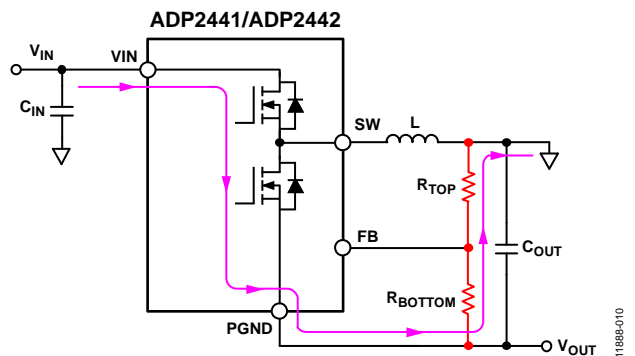 ADP2441/ADP2442
VIN
VIN
CIN
SW
L
RTOP
FB
COUT
RBOTTOM
PGND
VOUT
11888-010